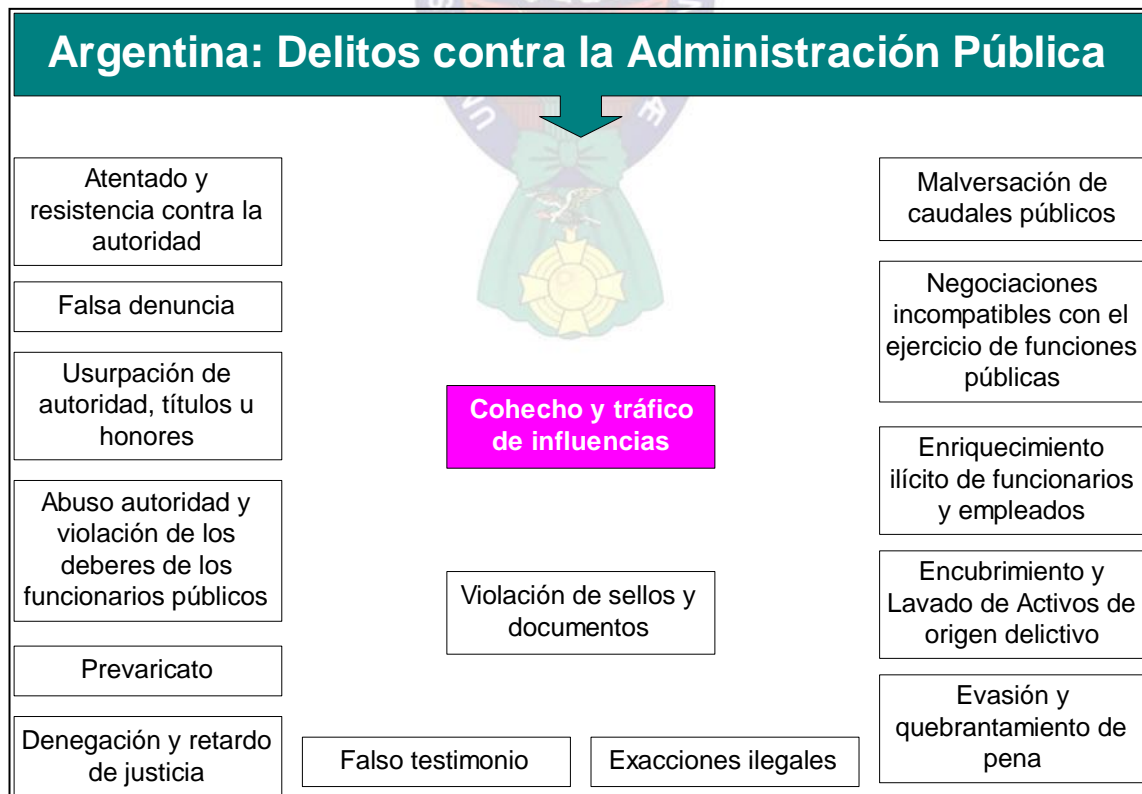 Argentina: Delitos contra la Administración Pública
Atentado y
resistencia contra la
autoridad
Falsa denuncia
Usurpación de
autoridad, títulos u
honores
Abuso autoridad y
violación de los
deberes de los
funcionarios públicos
Prevaricato
Denegación y retardo
de justicia
Cohecho y tráfico
de influencias
Violación de sellos y
documentos
Falso testimonio
Exacciones ilegales
Malversación de
caudales públicos
Negociaciones
incompatibles con el
ejercicio de funciones
públicas
Enriquecimiento
ilícito de funcionarios
y empleados
Encubrimiento y
Lavado de Activos de
origen delictivo
Evasión y
quebrantamiento de
pena